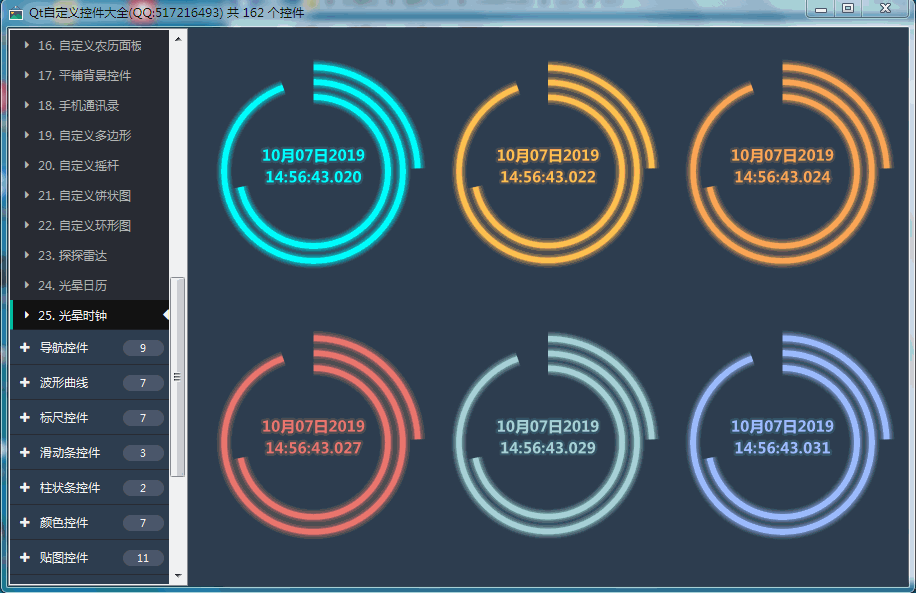 Qt自定义控件大全(QQ:517216493) 共 162 个控件
16. 自定义农历面板
17. 平铺背景控件
18. 手机通讯录
19. 自定义多边形
20. 自定义摇杆
21. 自定义饼状图
22. 自定义环形图
23. 探探雷达
24. 光晕日历
25. 光晕时钟
导航控件 9
波形曲线 7
标尺控件 7
滑动条控件 3
柱状条控件 2
颜色控件 7
贴图控件 11
10月07日2019
14:56:43.020
10月07日2019
14:56:43.022
10月07日2019
14:56:43.024
10月07日2019
14:56:43.027
10月07日2019
14:56:43.029
10月07日2019
14:56:43.031